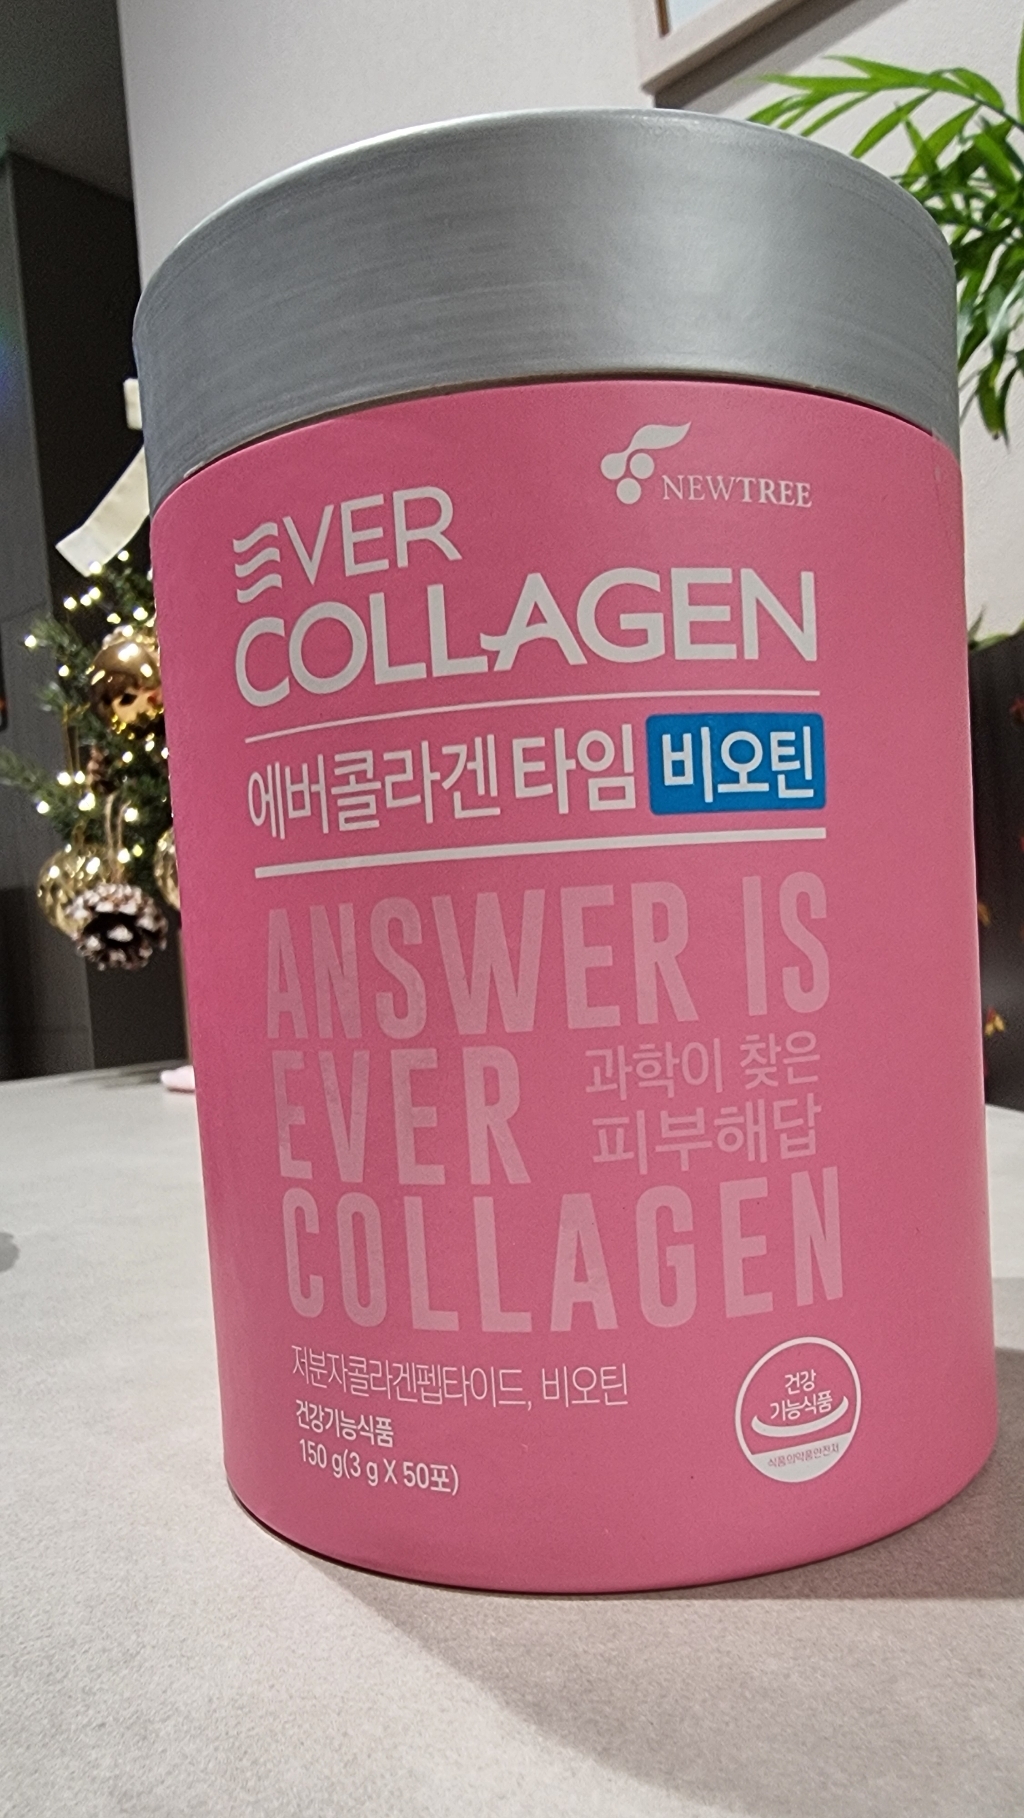 NEWTREE
EVER
COLLAGEN
에버콜라겐 타임 비오틴
ANSWER IS
EVER
과학이 찾은
피부해답
COLLAGEN
저분자콜라겐펩타이드, 비오틴
건강기능식품
150 g(3 g X 50포)
건강
기능식품
식품의약품안전처